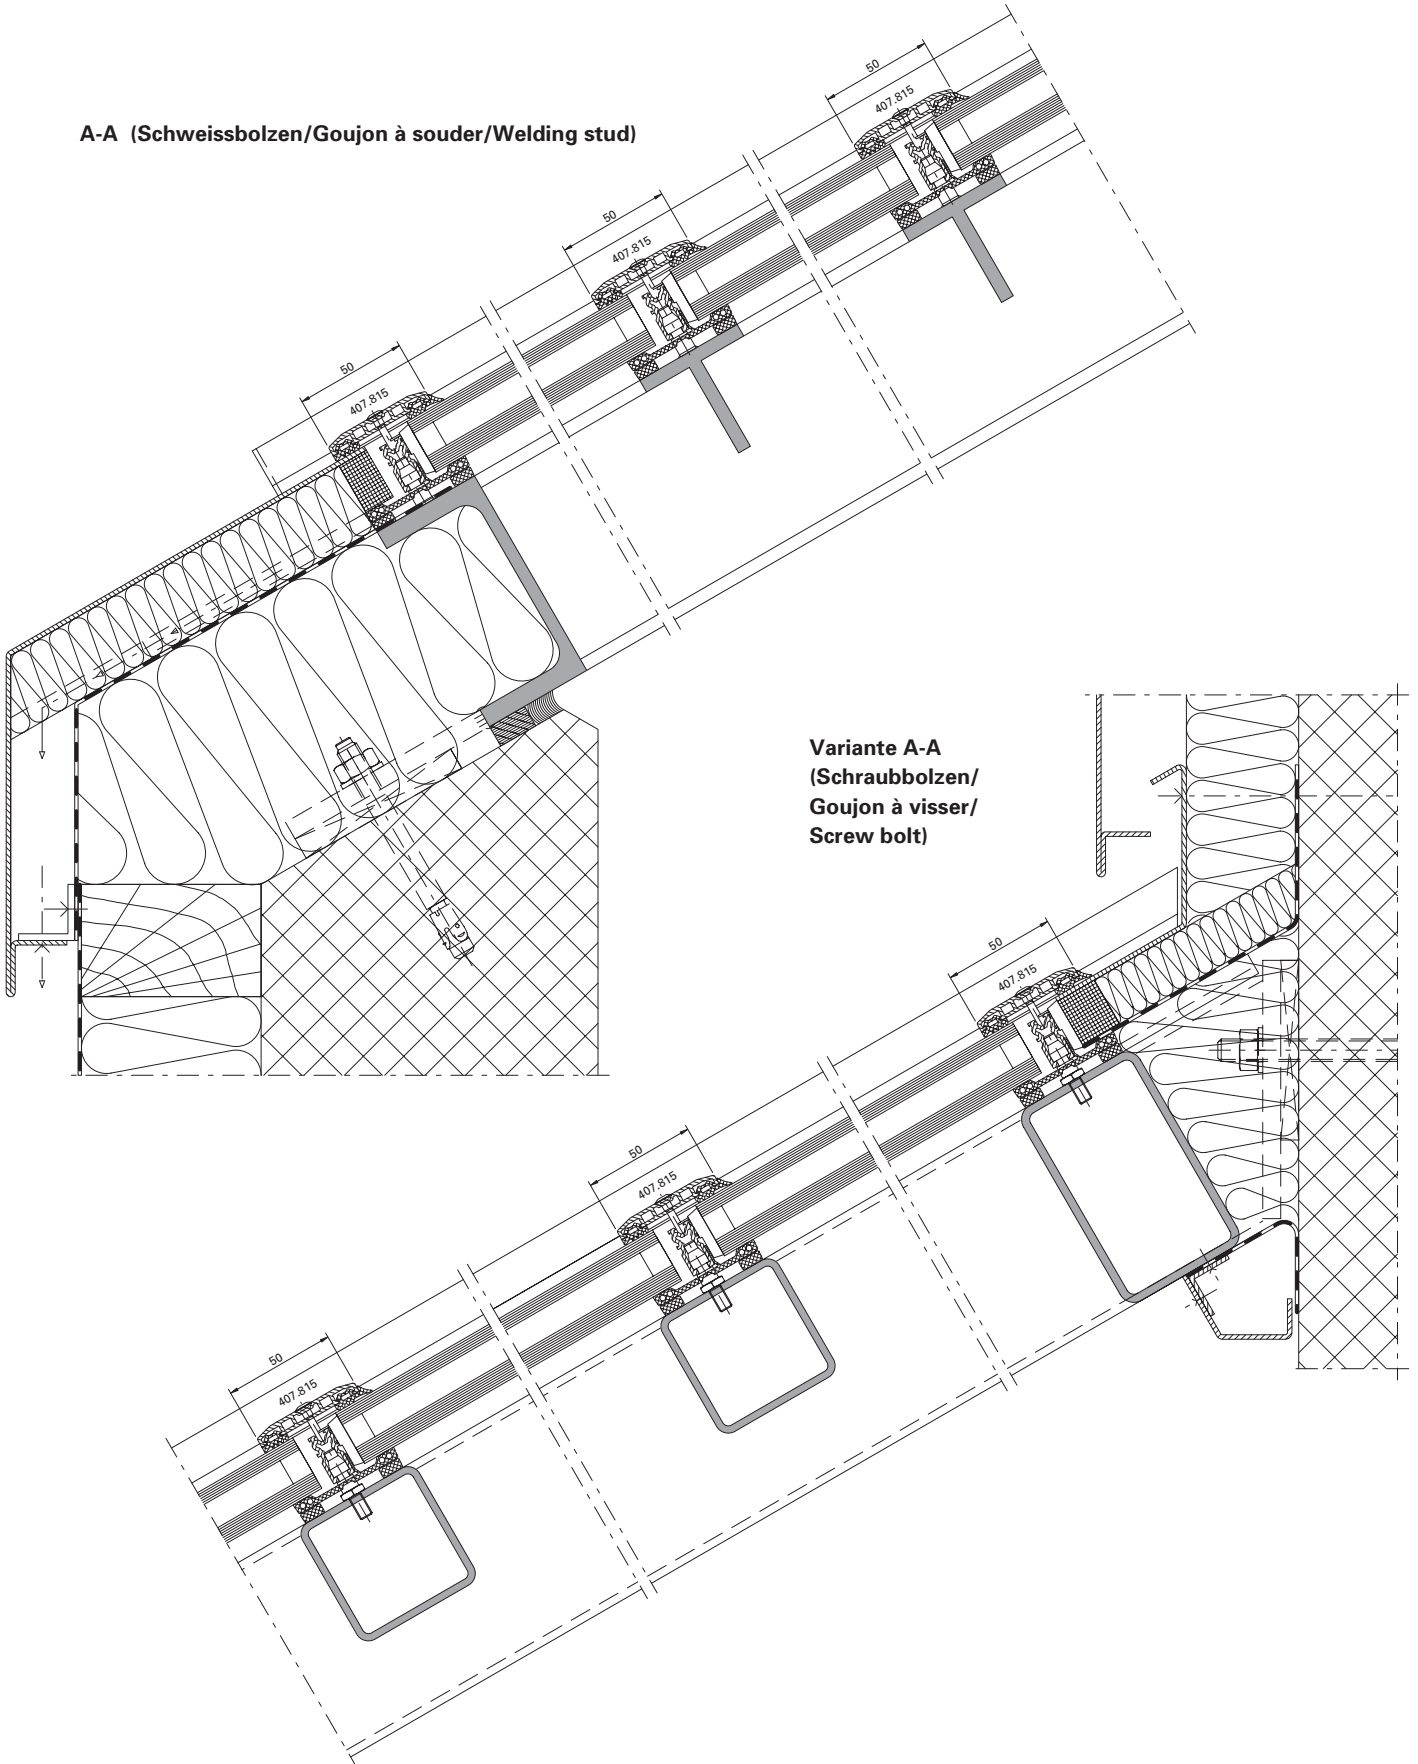 A-A (Schweissbolzen/Goujon à souder/Welding stud)
50
407.815
50
407.815
50
407.815
Variante A-A
(Schraubbolzen/
Goujon à visser/
Screw bolt)
50
407.815
50
407.815
50
407.815